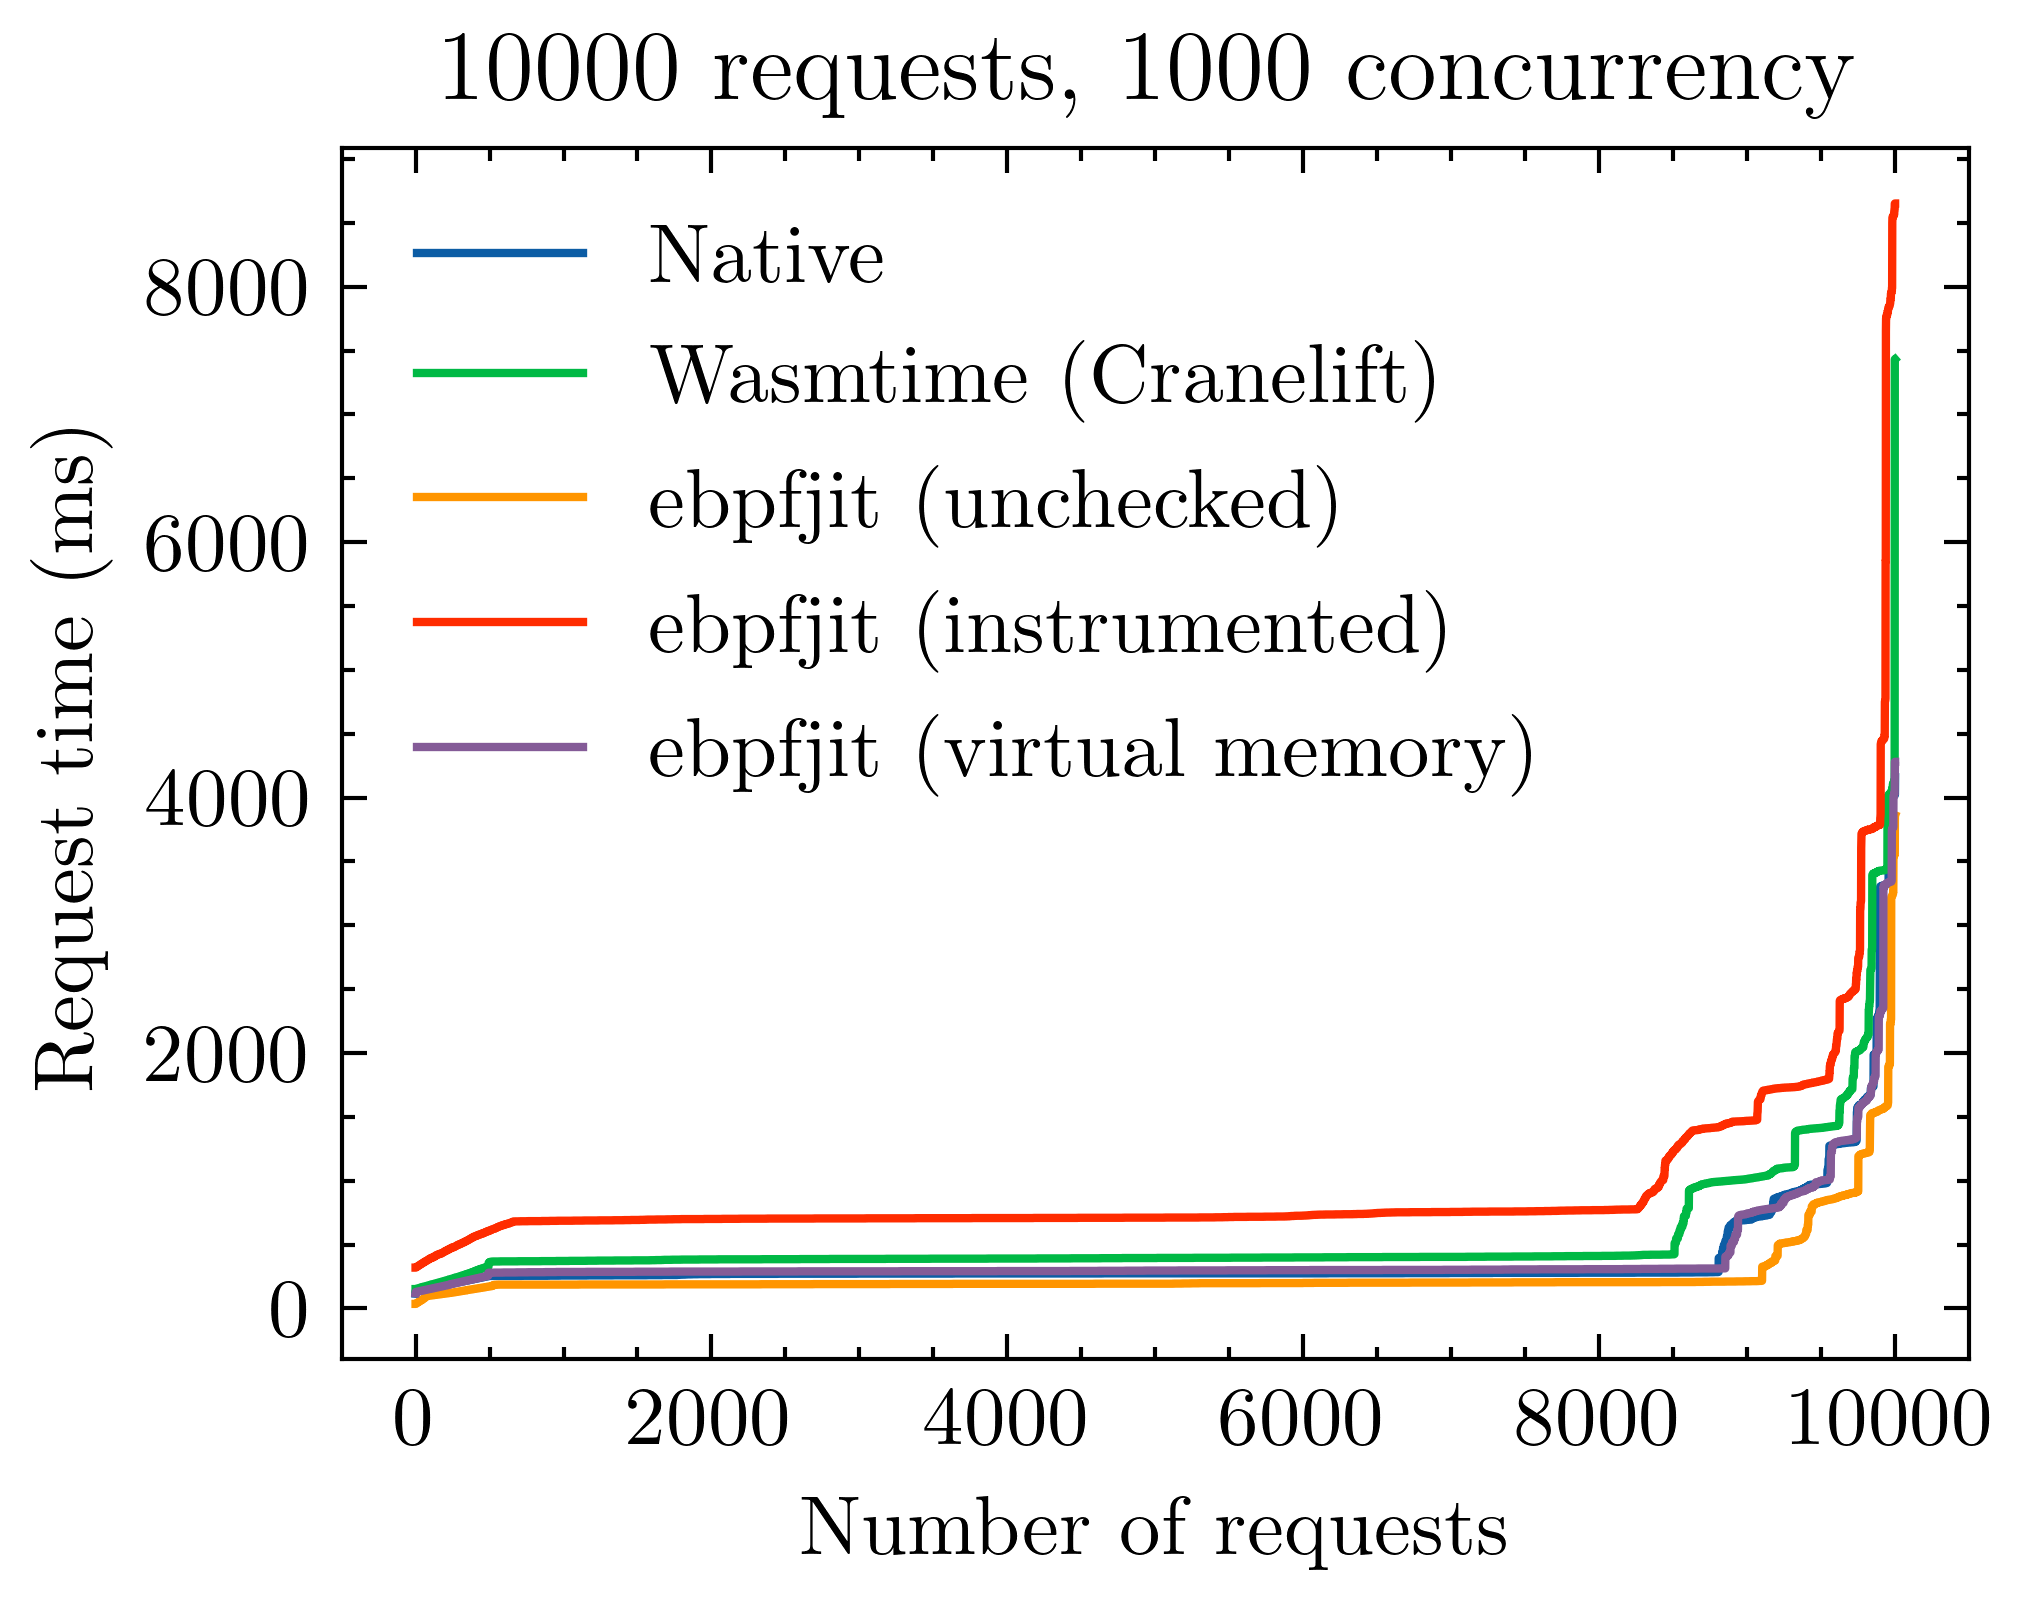 10000 requests, 1000 concurrency
Native
Wasmtime (Cranelift)
ebpfjit (unchecked)
ebpfjit (instrumented)
ebpfjit (virtual memory)
Request time (ms)
8000
6000
4000
2000
0
0 2000 4000 6000 8000 10000
Number of requests